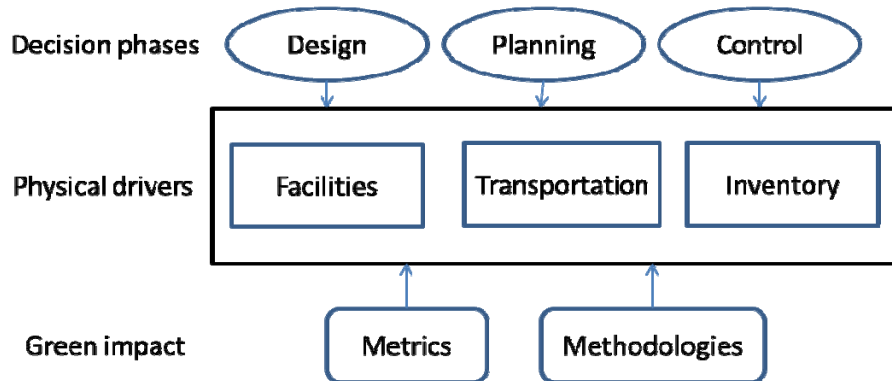 Decision phases Design Planning Control
Physical drivers Facilities Transportation Inventory
Green impact Metrics Methodologies